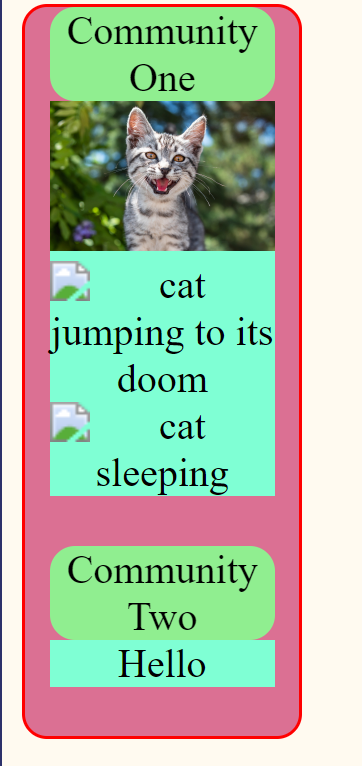 Community
One
cat
jumping to its
doom
cat
sleeping
Community
Two
Hello